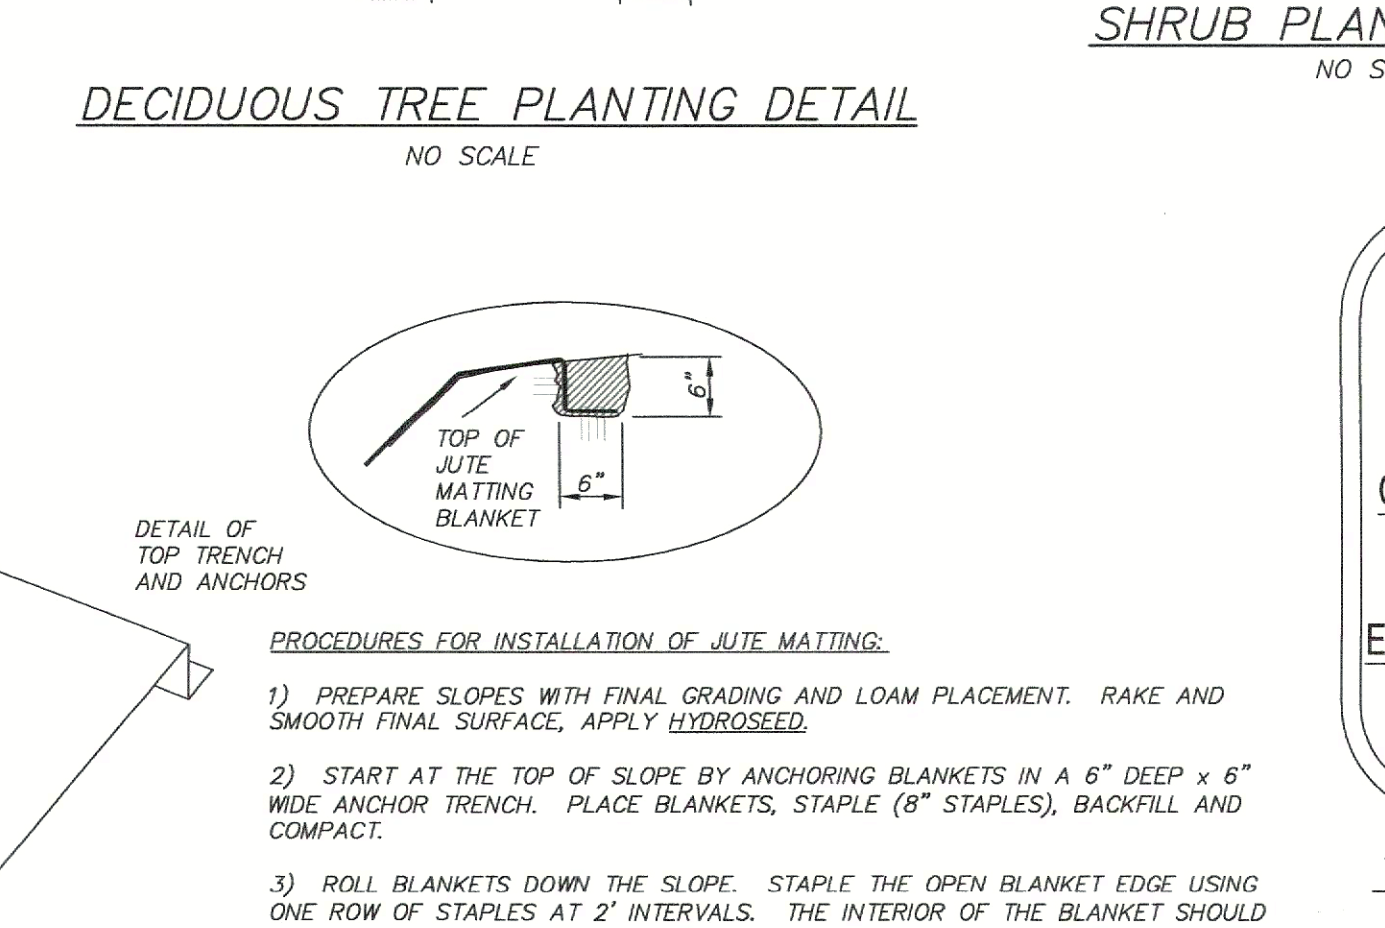 SHRUB PLAN
NO S
DECIDUOUS TREE PLANTING DETAIL
NO SCALE
6"
TOP OF
JUTE
MATTING
BLANKET
6"
DETAIL OF
TOP TRENCH
AND ANCHORS
PROCEDURES FOR INSTALLATION OF JUTE MATTING:
1) PREPARE SLOPES WITH FINAL GRADING AND LOAM PLACEMENT. RAKE AND
SMOOTH FINAL SURFACE, APPLY HYDROSEED.
2) START AT THE TOP OF SLOPE BY ANCHORING BLANKETS IN A 6" DEEP x 6"
WIDE ANCHOR TRENCH. PLACE BLANKETS, STAPLE (8" STAPLES), BACKFILL AND
COMPACT.
3) ROLL BLANKETS DOWN THE SLOPE. STAPLE THE OPEN BLANKET EDGE USING
ONE ROW OF STAPLES AT 2' INTERVALS. THE INTERIOR OF THE BLANKET SHOULD
E